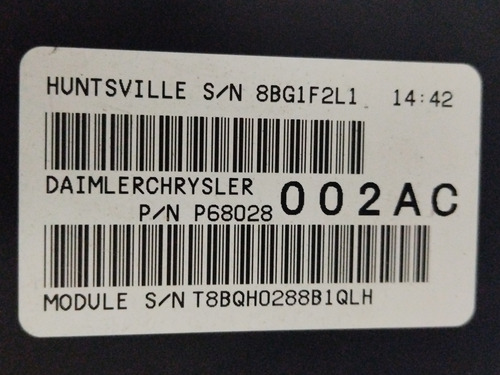 HUNTSVILLE S/N 8BG1F2L1 14:42
DAIMLERCHRYSLER
P/N P68028 002AC
MODULE S/N T8BQH0288B1QLH